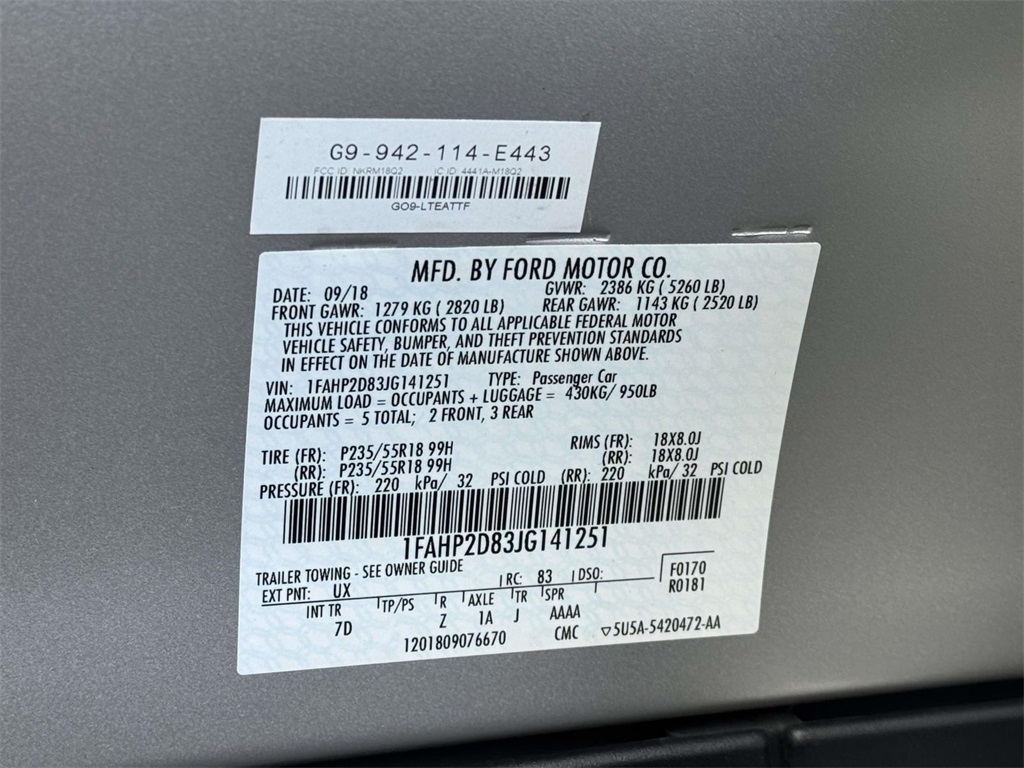 G9-942-114-E443
FCC ID: NKRM18Q2 IC ID: 4441A-M18Q2
GO9-LTEATTF
MFD. BY FORD MOTOR CO.
DATE: 09/18 GVWR: 2386 KG ( 5260 LB)
FRONT GAWR: 1279 KG ( 2820 LB) REAR GAWR: 1143 KG ( 2520 LB)
THIS VEHICLE CONFORMS TO ALL APPLICABLE FEDERAL MOTOR
VEHICLE SAFETY, BUMPER, AND THEFT PREVENTION STANDARDS
IN EFFECT ON THE DATE OF MANUFACTURE SHOWN ABOVE.
VIN: 1FAHP2D83JG141251 TYPE: Passenger Car
MAXIMUM LOAD = OCCUPANTS + LUGGAGE = 430KG/ 950LB
OCCUPANTS = 5 TOTAL; 2 FRONT, 3 REAR
TIRE (FR): P235/55R18 99H RIMS (FR): 18X8.0J
(RR): P235/55R18 99H (RR): 18X8.0J
PRESSURE (FR): 220 kPa/ 32 PSI COLD (RR): 220 kPa/ 32 PSI COLD
1FAHP2D83JG141251
TRAILER TOWING - SEE OWNER GUIDE F0170
EXT PNT: UX RC: 83 DSO: R0181
INT TR TP/PS R AXLE TR SPR
7D Z 1A J AAAA
1201809076670 CMC ▽5U5A-5420472-AA